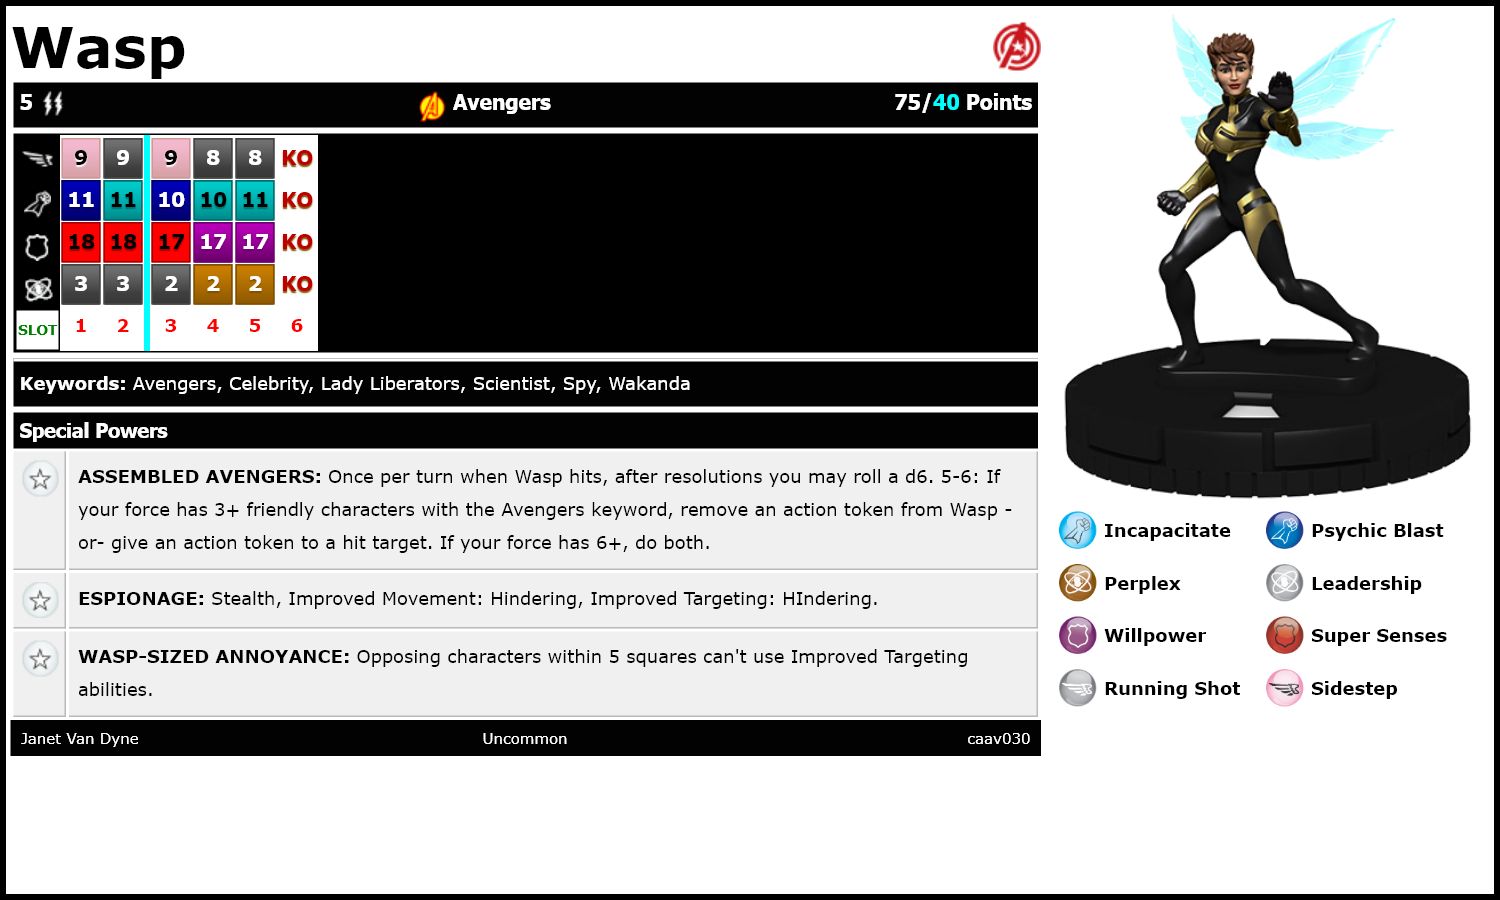 Wasp
5 Avengers 75/40 Points
9 9 9 8 8 KO
11 11 10 10 11 KO
18 18 17 17 17 KO
3 3 2 2 2 KO
SLOT 1 2 3 4 5 6
Keywords: Avengers, Celebrity, Lady Liberators, Scientist, Spy, Wakanda
Special Powers
ASSEMBLED AVENGERS: Once per turn when Wasp hits, after resolutions you may roll a d6. 5-6: If
your force has 3+ friendly characters with the Avengers keyword, remove an action token from Wasp -
or- give an action token to a hit target. If your force has 6+, do both.
ESPIONAGE: Stealth, Improved Movement: Hindering, Improved Targeting: HIndering.
WASP-SIZED ANNOYANCE: Opposing characters within 5 squares can't use Improved Targeting
abilities.
Janet Van Dyne Uncommon caav030
Incapacitate Psychic Blast
Perplex Leadership
Willpower Super Senses
Running Shot Sidestep